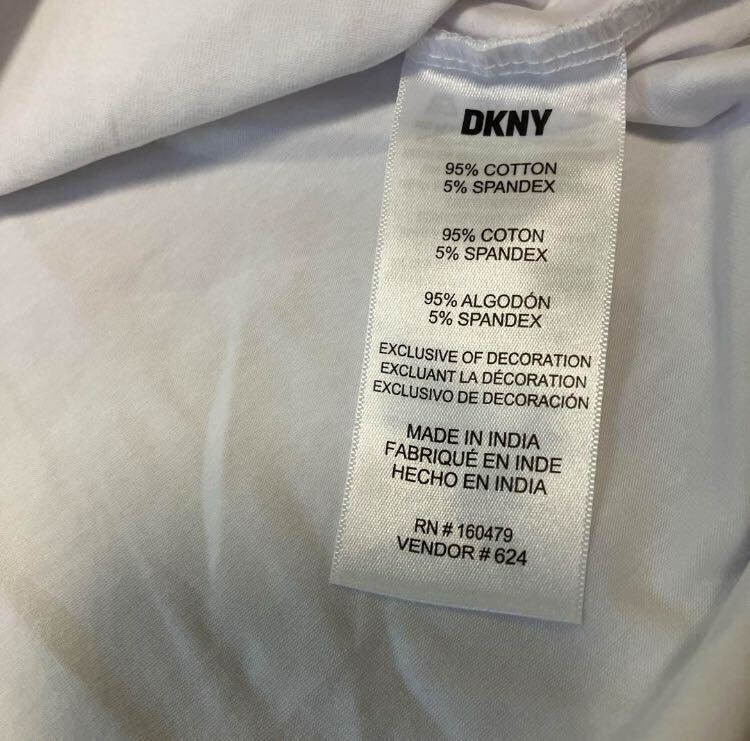 DKNY
95% COTTON
5% SPANDEX
95% COTON
5% SPANDEX
95% ALGODÓN
5% SPANDEX
EXCLUSIVE OF DECORATION
EXCLUANT LA DÉCORATION
EXCLUSIVO DE DECORACIÓN
MADE IN INDIA
FABRIQUÉ EN INDE
HECHO EN INDIA
RN # 160479
VENDOR # 624